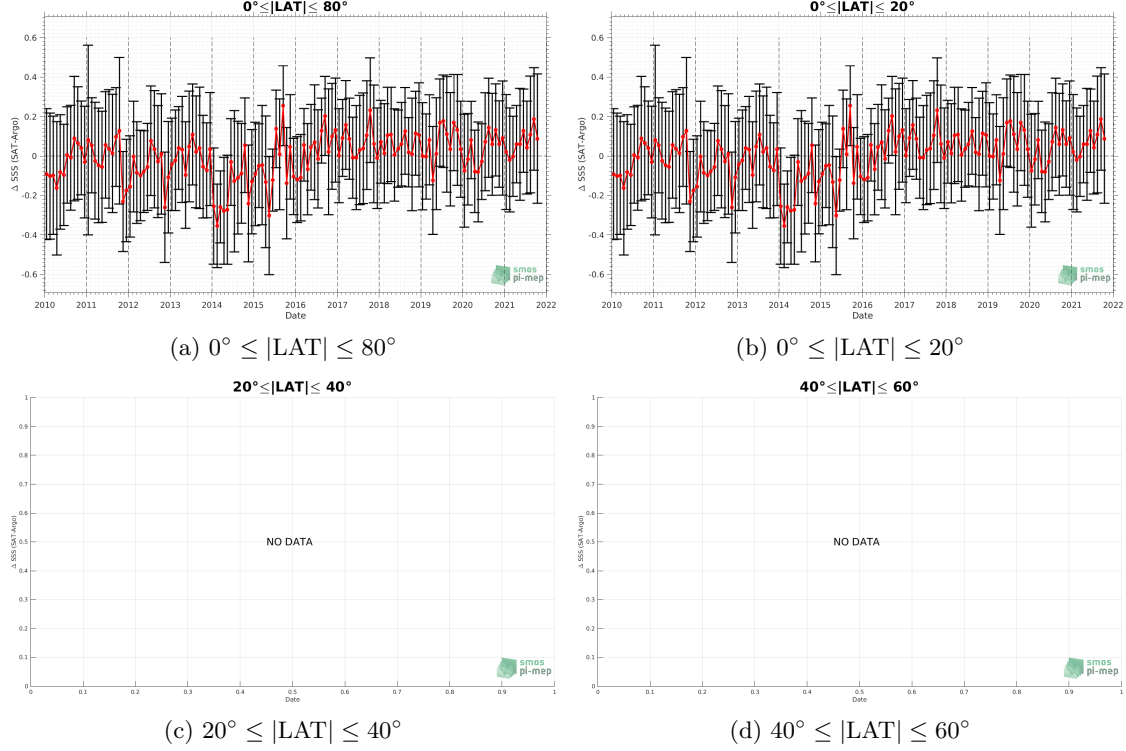 0°≤|LAT|≤ 80°
Δ SSS (SAT-Argo)
0.6
0.4
0.2
0
-0.2
-0.4
-0.6
2010 2011 2012 2013 2014 2015 2016 2017 2018 2019 2020 2021 2022
Date
smos
pi-mep
(a) 0° ≤ |LAT| ≤ 80°
0°≤|LAT|≤ 20°
Δ SSS (SAT-Argo)
0.6
0.4
0.2
0
-0.2
-0.4
-0.6
2010 2011 2012 2013 2014 2015 2016 2017 2018 2019 2020 2021 2022
Date
smos
pi-mep
(b) 0° ≤ |LAT| ≤ 20°
20°≤|LAT|≤ 40°
Δ SSS (SAT-Argo)
1
0.9
0.8
0.7
0.6
0.5
0.4
0.3
0.2
0.1
0
NO DATA
0 0.1 0.2 0.3 0.4 0.5 0.6 0.7 0.8 0.9 1
Date
smos
pi-mep
(c) 20° ≤ |LAT| ≤ 40°
40°≤|LAT|≤ 60°
Δ SSS (SAT-Argo)
1
0.9
0.8
0.7
0.6
0.5
0.4
0.3
0.2
0.1
0
NO DATA
0 0.1 0.2 0.3 0.4 0.5 0.6 0.7 0.8 0.9 1
Date
smos
pi-mep
(d) 40° ≤ |LAT| ≤ 60°